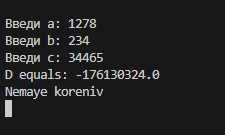 Введи a: 1278
Введи b: 234
Введи c: 34465
D equals: -176130324.0
Nemaye koreniv